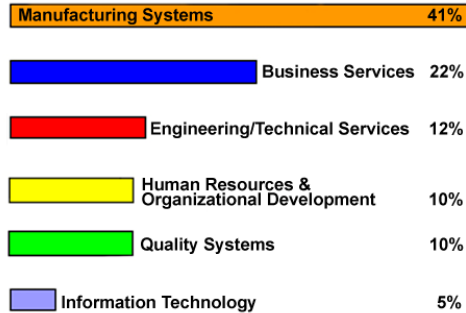 Manufacturing Systems 41%
Business Services 22%
Engineering/Technical Services 12%
Human Resources &
Organizational Development 10%
Quality Systems 10%
Information Technology 5%